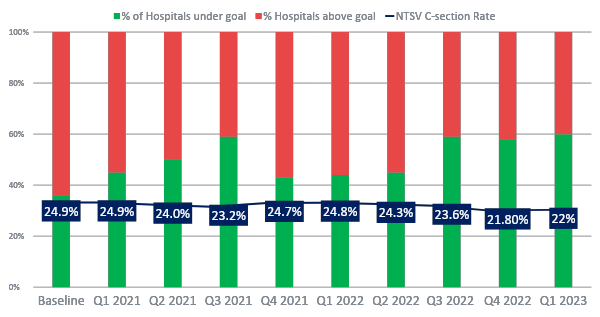 % of Hospitals under goal % Hospitals above goal NTSV C-section Rate
100%
80%
60%
40%
20%
0%
24.9% 24.9% 24.0% 23.2% 24.7% 24.8% 24.3% 23.6% 21.80% 22%
Baseline Q1 2021 Q2 2021 Q3 2021 Q4 2021 Q1 2022 Q2 2022 Q3 2022 Q4 2022 Q1 2023